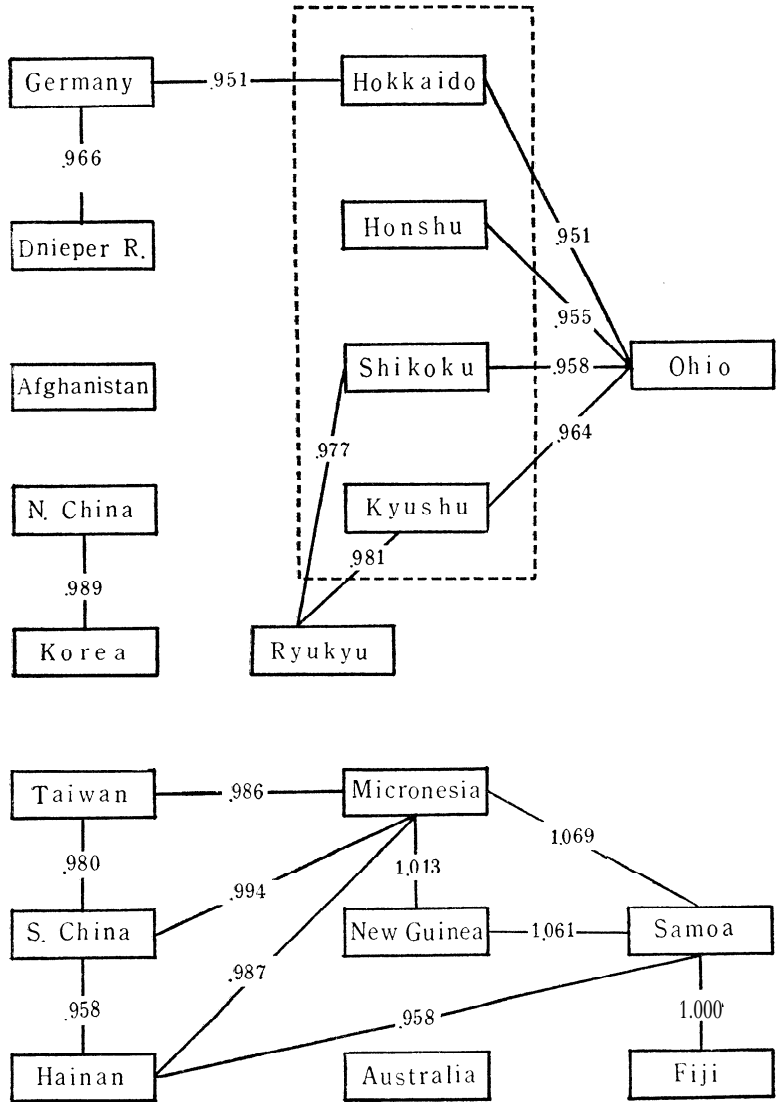 Germany .951 Hokkaido
.966
Dnieper R. Honshu .951
.955
Afghanistan Shikoku .958 Ohio
.977 .964
N. China Kyushu
.981
.989
Korea Ryukyu
Taiwan .986 Micronesia
1.069
.980 .994 1.013
S. China New Guinea 1.061 Samoa
.987
.958 .958 1.000
Hainan Australia Fiji